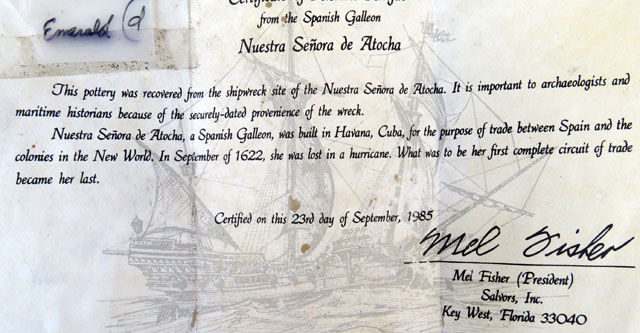 Emerald
from the Spanish Galleon
Nuestra Señora de Atocha
This pottery was recovered from the shipwreck site of the Nuestra Señora de Atocha. It is important to archaeologists and
maritime historians because of the securely-dated provenience of the wreck.
Nuestra Señora de Atocha, a Spanish Galleon, was built in Havana, Cuba, for the purpose of trade between Spain and the
colonies in the New World. In September of 1622, she was lost in a hurricane. What was to be her first complete circuit of trade
became her last.
Certified on this 23rd day of September, 1985
Mel Fisher
Mel Fisher (President)
Salvors, Inc.
Key West, Florida 33040